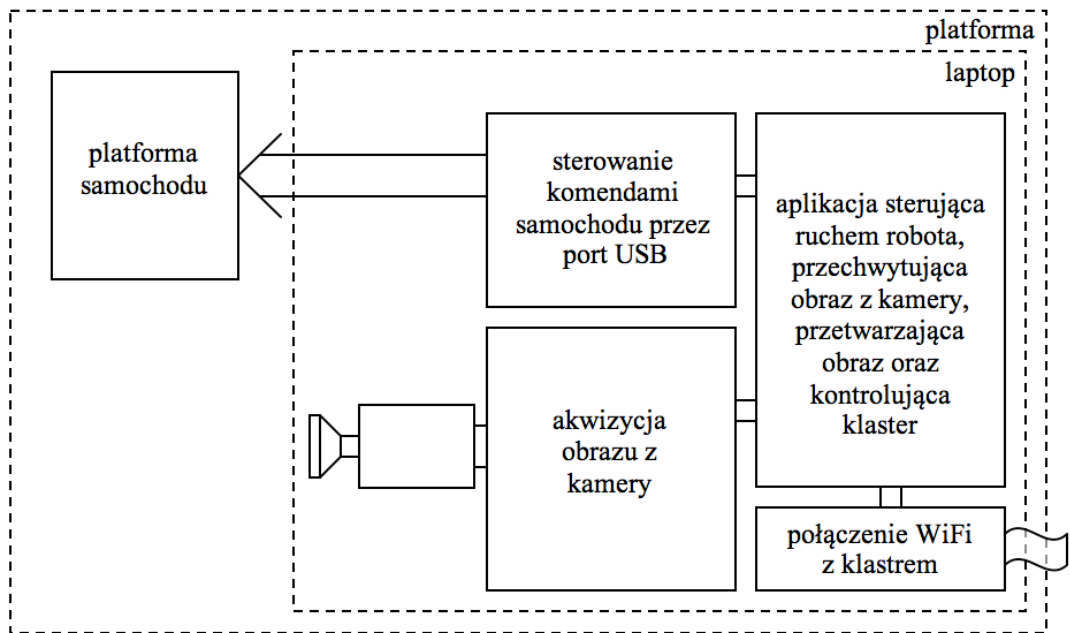 platforma
laptop
platforma
samochodu
sterowanie
komendami
samochodu przez
port USB
aplikacja sterująca
ruchem robota,
przechwytująca
obraz z kamery,
przetwarzająca
obraz oraz
kontrolująca
klaster
akwizycja
obrazu z
kamery
połączenie WiFi
z klastrem